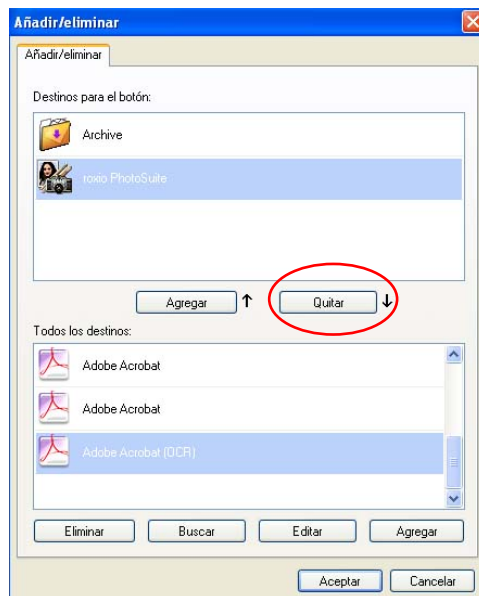 Añadir/eliminar
Añadir/eliminar
Destinos para el botón:
Archive
roxio PhotoSuite
Agregar ↑ Quitar ↓
Todos los destinos:
Adobe Acrobat
Adobe Acrobat
Adobe Acrobat (OCR)
Eliminar Buscar Editar Agregar
Aceptar Cancelar